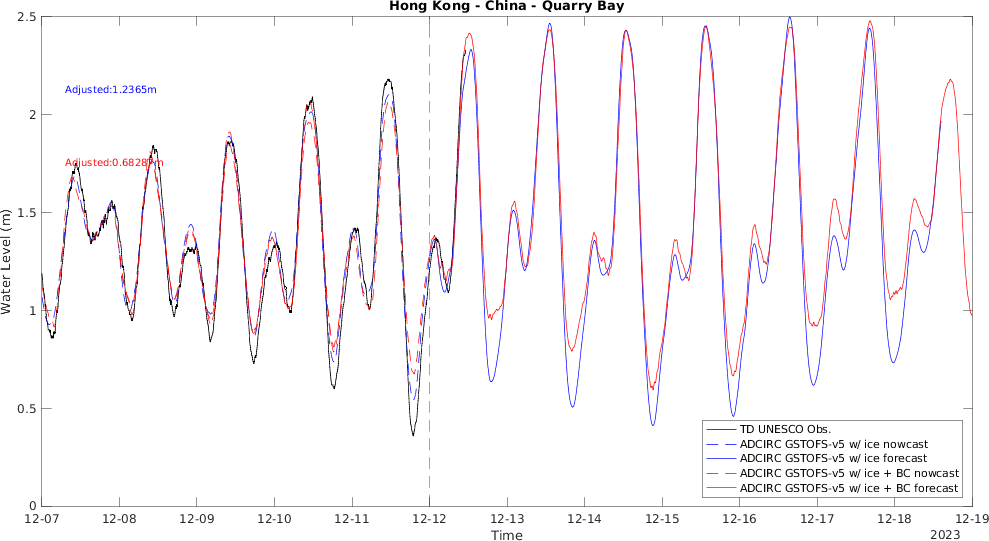 Hong Kong - China - Quarry Bay
Water Level (m)
2.5
2
1.5
1
0.5
0
Adjusted:1.2365m
TD UNESCO Obs.
ADCIRC GSTOFS-v5 w/ ice nowcast
ADCIRC GSTOFS-v5 w/ ice forecast
ADCIRC GSTOFS-v5 w/ ice + BC nowcast
ADCIRC GSTOFS-v5 w/ ice + BC forecast
12-07 12-08 12-09 12-10 12-11 12-12 12-13 12-14 12-15 12-16 12-17 12-18 12-19
Time
2023